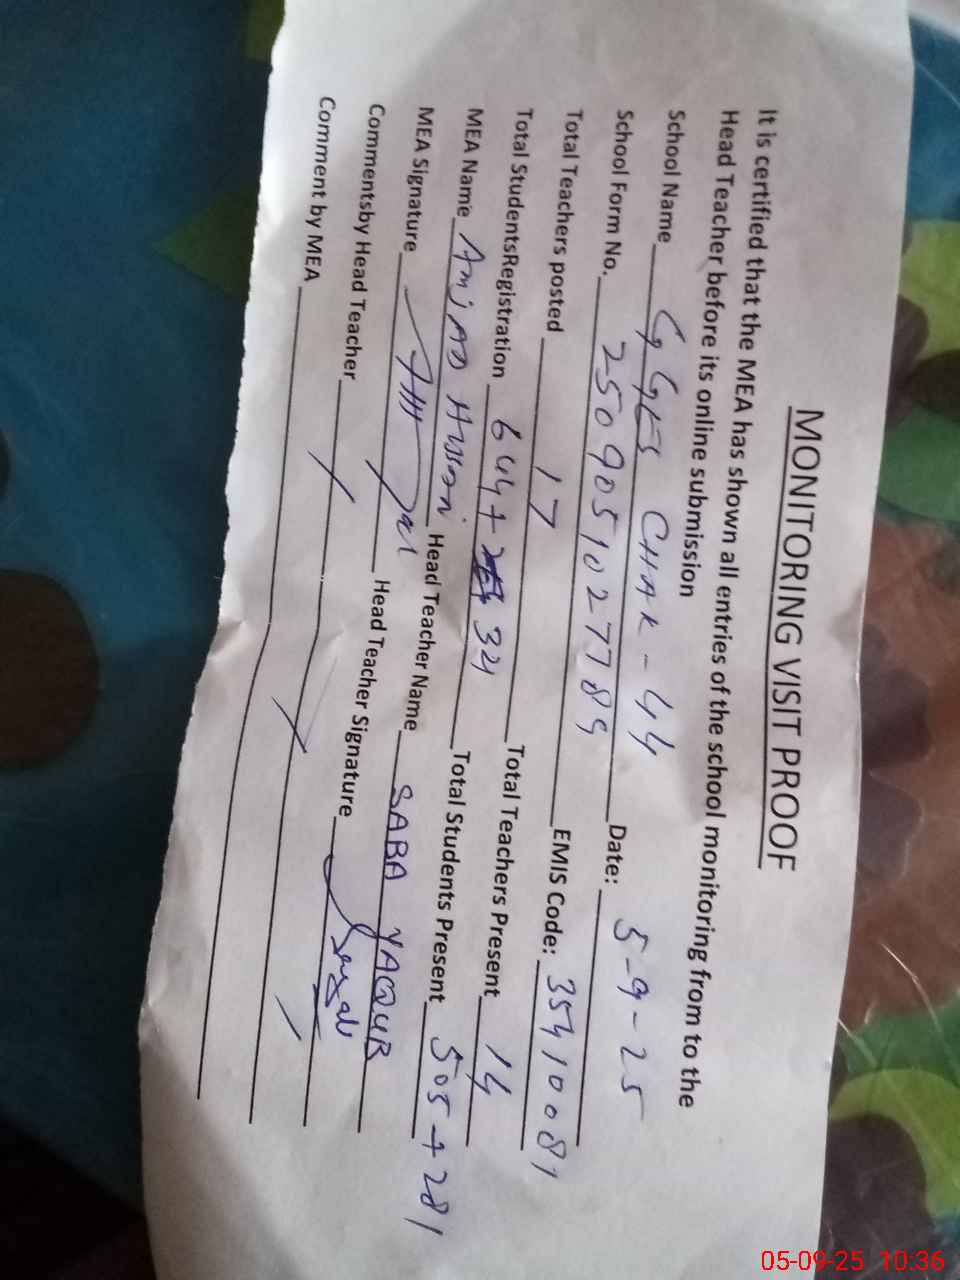 MONITORING VISIT PROOF
It is certified that the MEA has shown all entries of the school monitoring from to the
Head Teacher before its online submission
School Name GGES CHAK - 44 Date: 5-9-25
School Form No. 2509051027789 EMIS Code: 35410081
Total Teachers posted 17 Total Teachers Present 14
Total StudentsRegistration 644+ 34 Total Students Present 505+281
MEA Name AmjAD Hussain Head Teacher Name SABA YAQUB
MEA Signature Head Teacher Signature
Commentsby Head Teacher
Comment by MEA
05-09-25 10:36